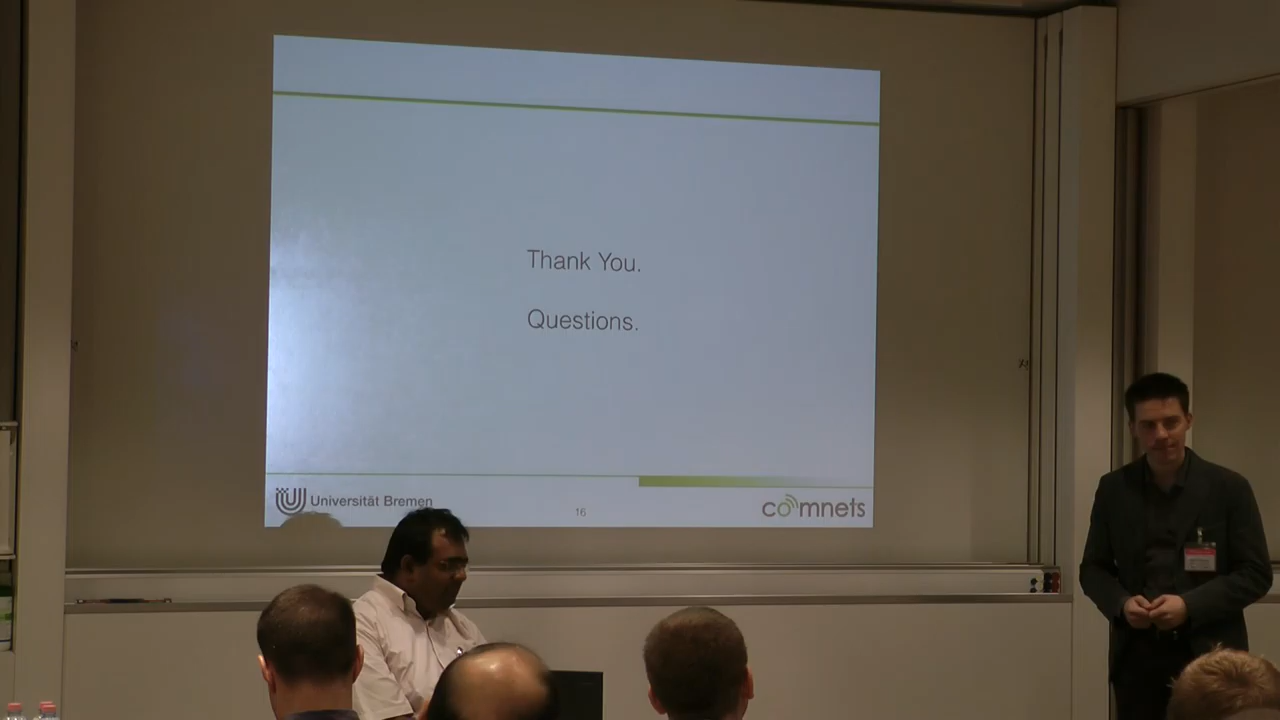 Thank You.
Questions.
Universität Bremen
16
comnets